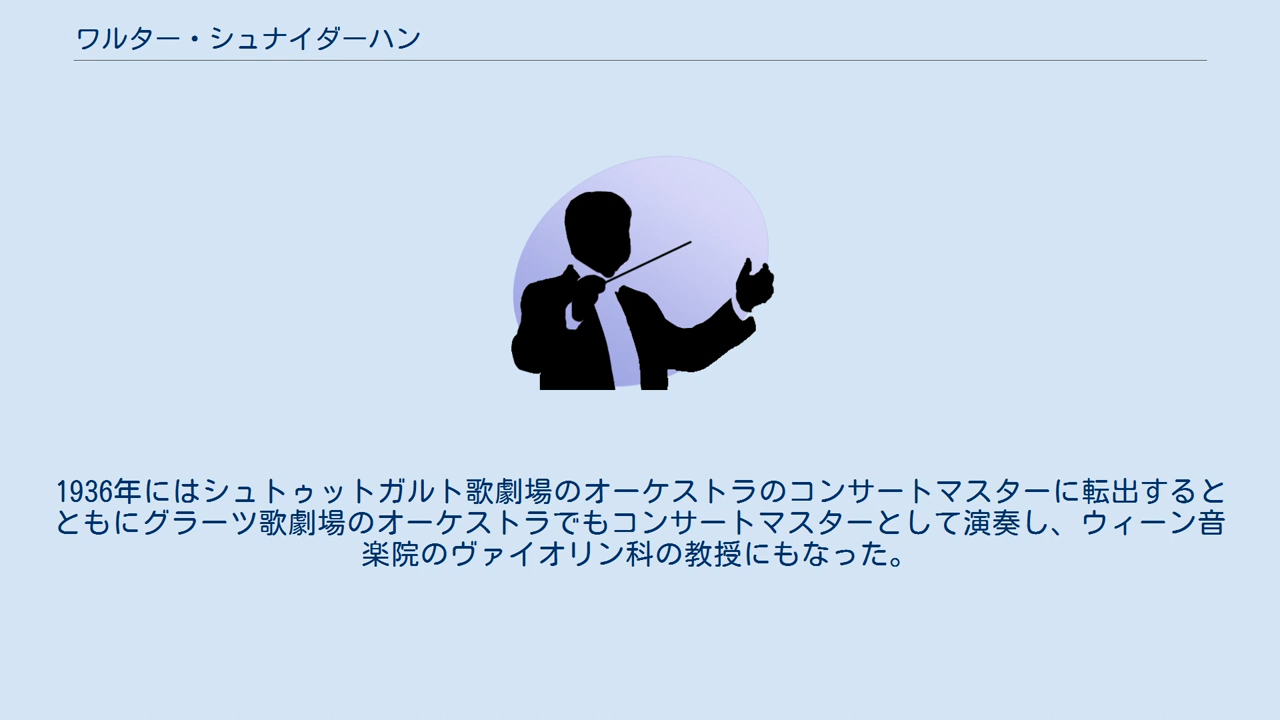 ワルター・シュナイダーハン
1936年にはシュトゥットガルト歌劇場のオーケストラのコンサートマスターに転出すると
ともにグラーツ歌劇場のオーケストラでもコンサートマスターとして演奏し、ウィーン音
楽院のヴァイオリン科の教授にもなった。